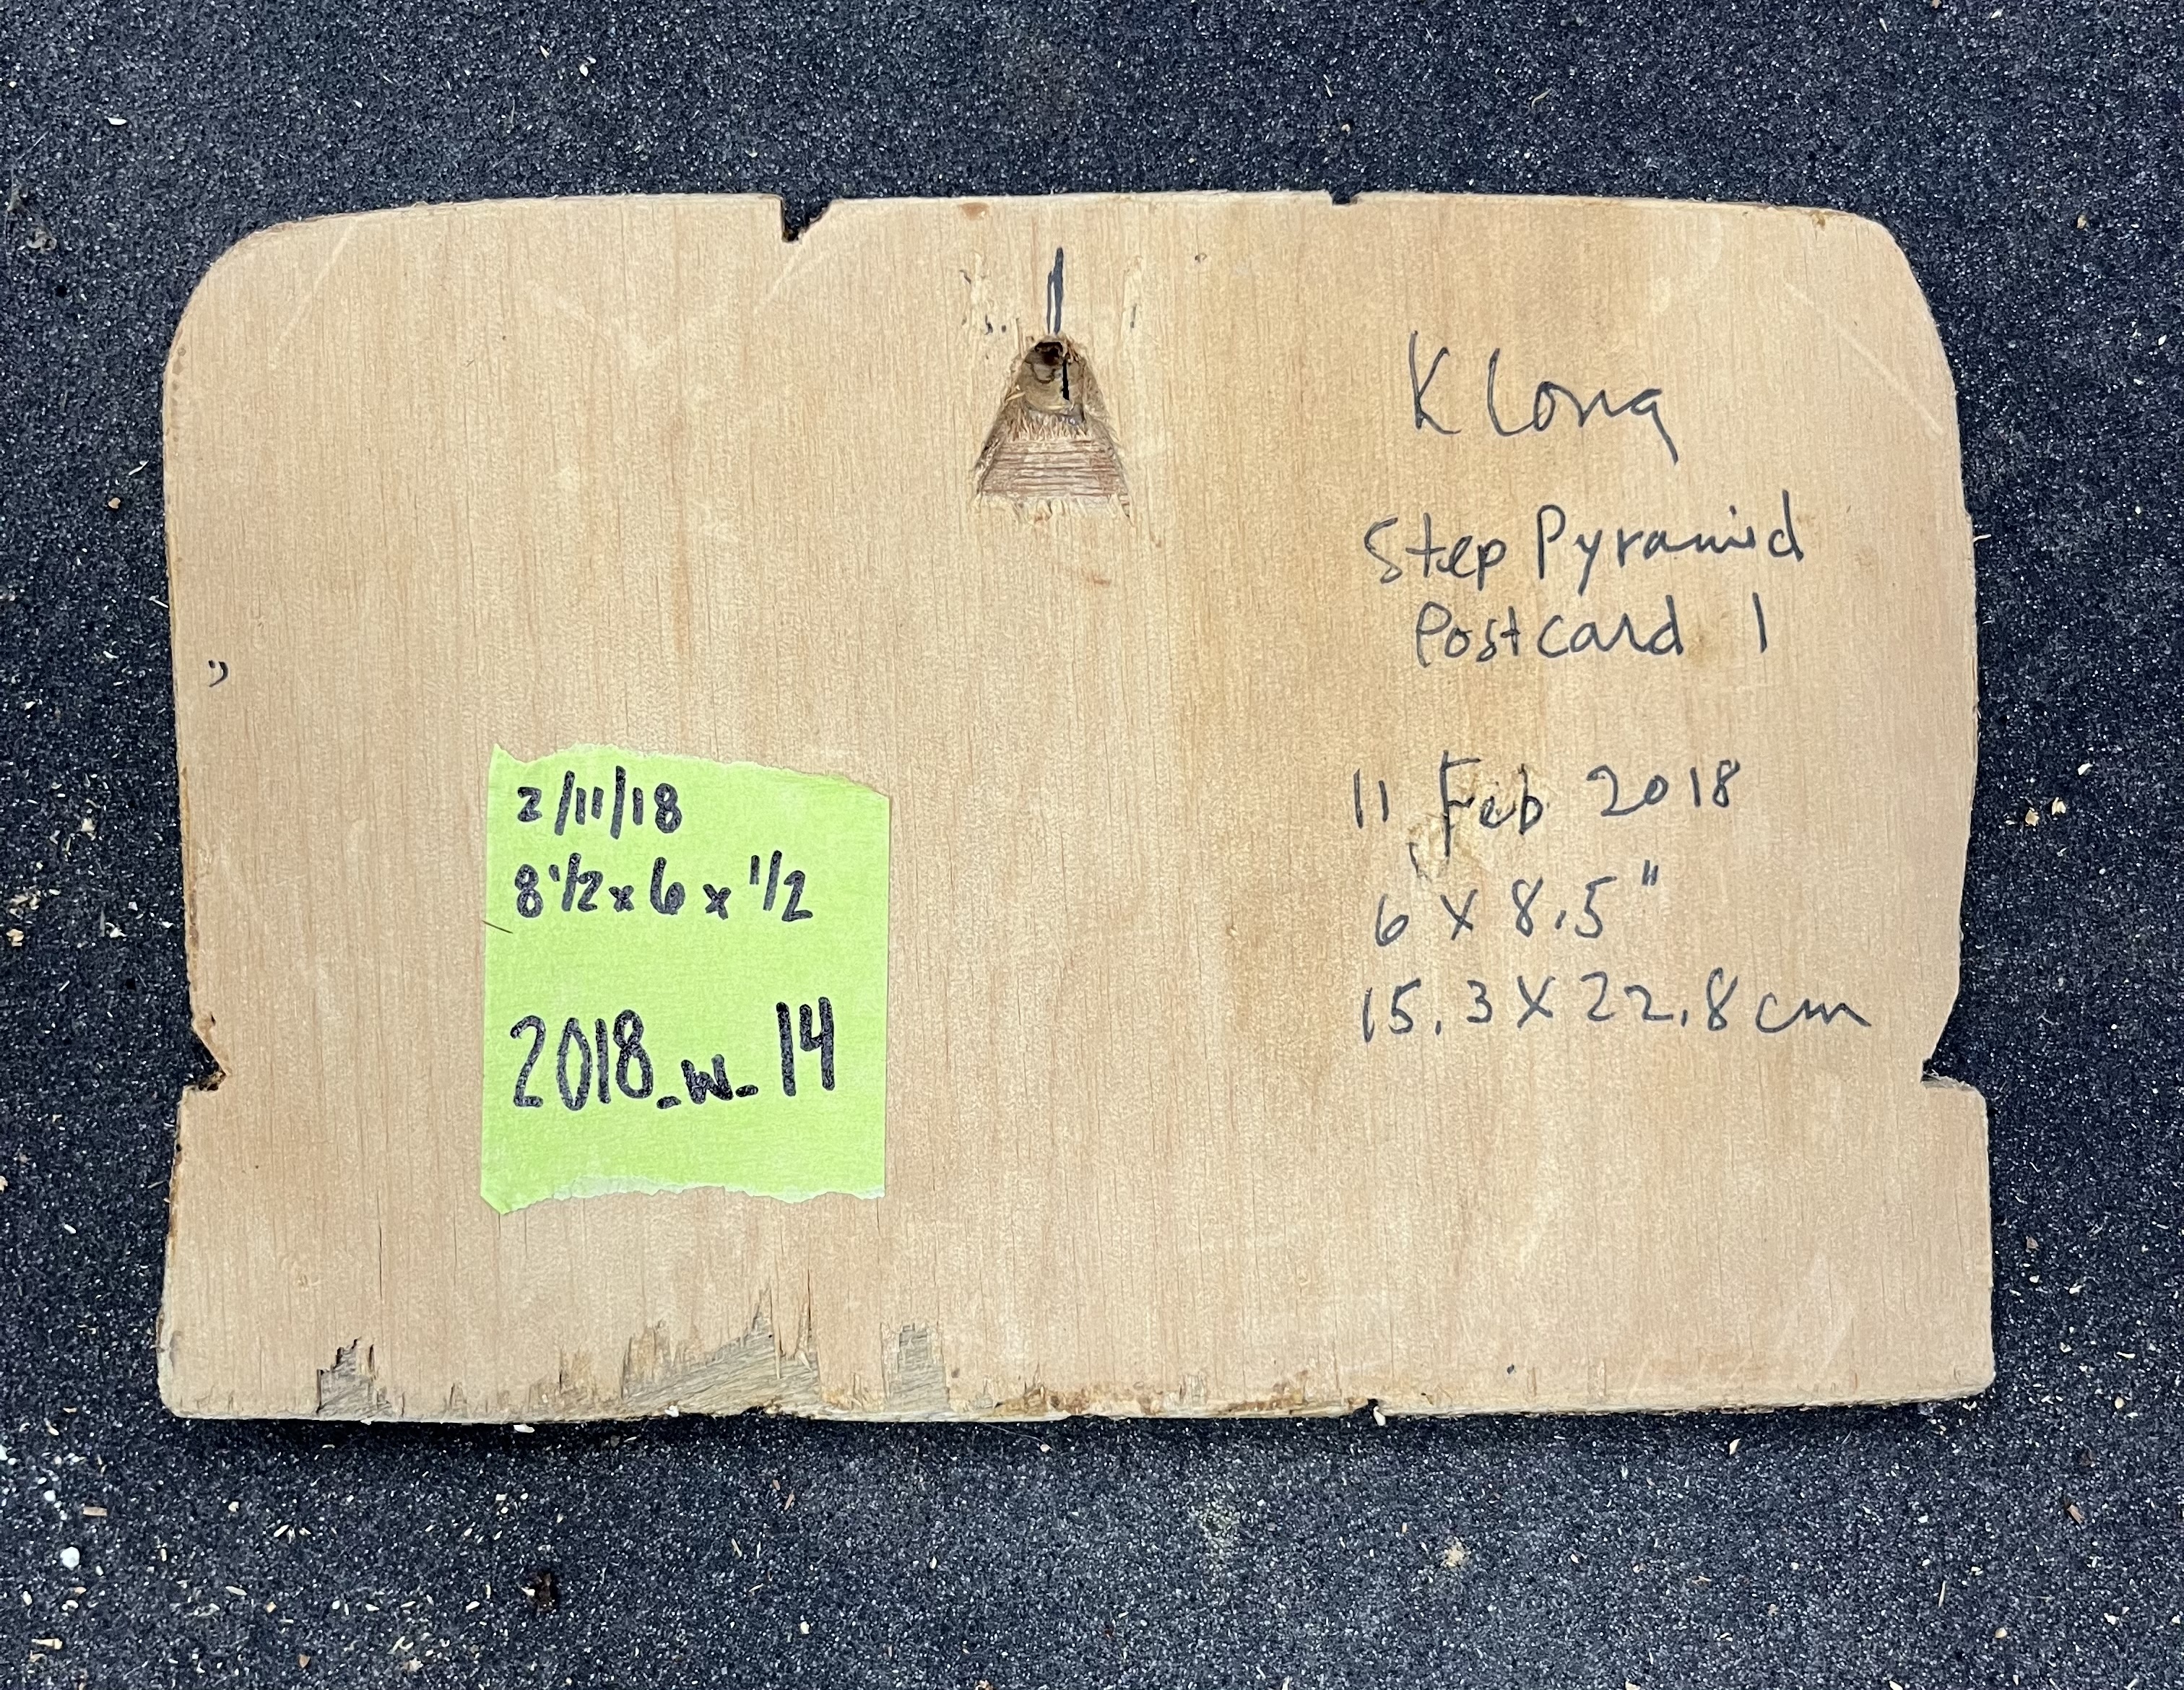 K Long
Step Pyramid
Postcard 1
11 Feb 2018
6 X 8.5"
15.3 X 22.8 cm
2/11/18
8 1/2 x 6 x 1/2
2018_w_14